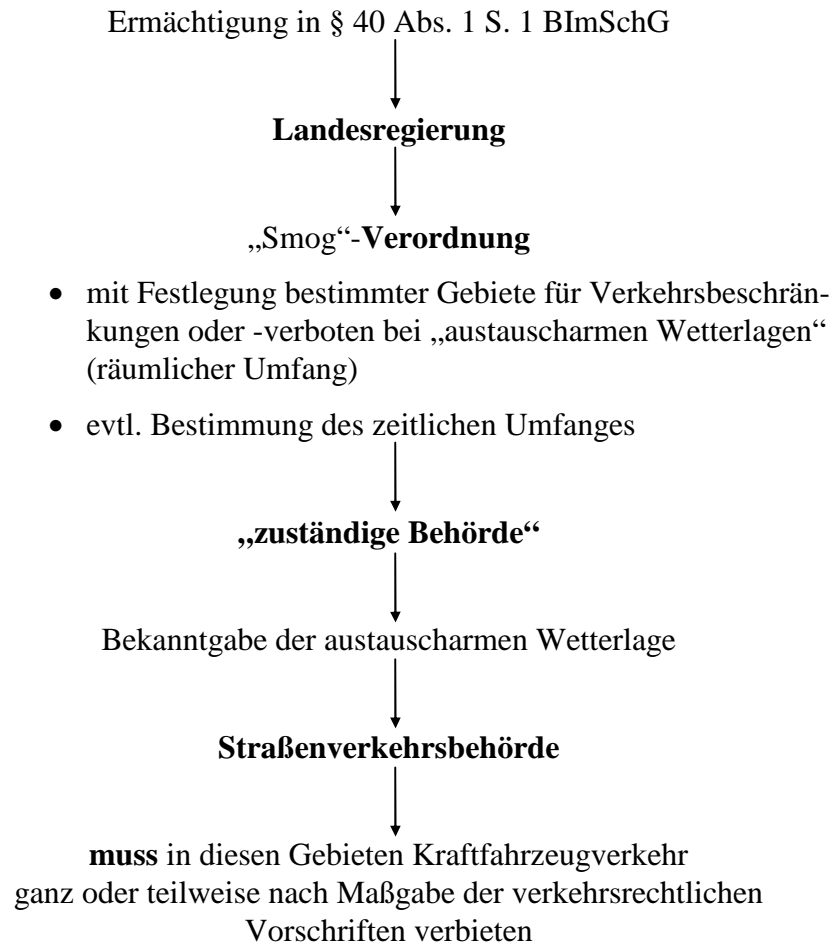 Ermächtigung in § 40 Abs. 1 S. 1 BImSchG
Landesregierung
„Smog“-Verordnung
• mit Festlegung bestimmter Gebiete für Verkehrsbeschrän-
kungen oder -verboten bei „austauscharmen Wetterlagen“
(räumlicher Umfang)
• evtl. Bestimmung des zeitlichen Umfanges
„zuständige Behörde“
Bekanntgabe der austauscharmen Wetterlage
Straßenverkehrsbehörde
muss in diesen Gebieten Kraftfahrzeugverkehr
ganz oder teilweise nach Maßgabe der verkehrsrechtlichen
Vorschriften verbieten